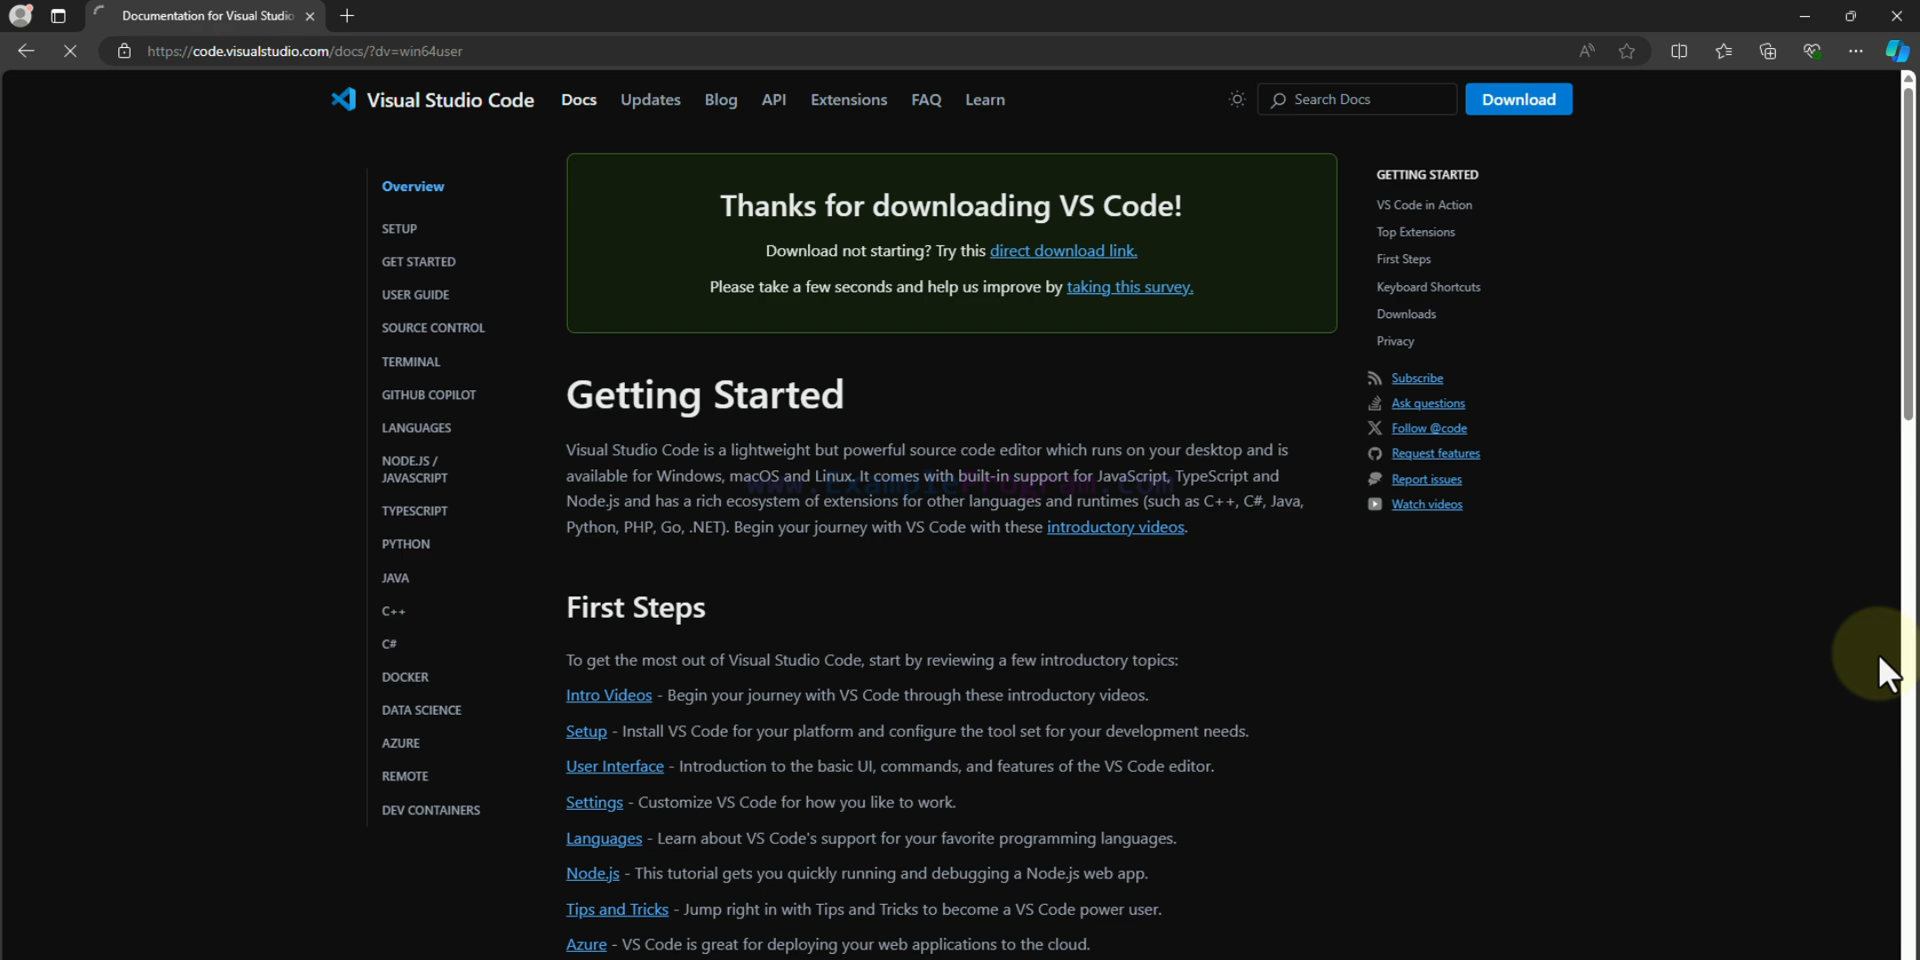 Documentation for Visual Studio
https://code.visualstudio.com/docs/?dv=win64user
Visual Studio Code
Docs
Updates
Blog
API
Extensions
FAQ
Learn
Search Docs
Download
Overview
SETUP
GET STARTED
USER GUIDE
SOURCE CONTROL
TERMINAL
GITHUB COPILOT
LANGUAGES
NODE.JS /
JAVASCRIPT
TYPESCRIPT
PYTHON
JAVA
C++
C#
DOCKER
DATA SCIENCE
AZURE
REMOTE
DEV CONTAINERS
Thanks for downloading VS Code!
Download not starting? Try this direct download link.
Please take a few seconds and help us improve by taking this survey.
Getting Started
Visual Studio Code is a lightweight but powerful source code editor which runs on your desktop and is
available for Windows, macOS and Linux. It comes with built-in support for JavaScript, TypeScript and
Node.js and has a rich ecosystem of extensions for other languages and runtimes (such as C++, C#, Java,
Python, PHP, Go, .NET). Begin your journey with VS Code with these introductory videos.
www.ExampleProgram.com
First Steps
To get the most out of Visual Studio Code, start by reviewing a few introductory topics:
Intro Videos - Begin your journey with VS Code through these introductory videos.
Setup - Install VS Code for your platform and configure the tool set for your development needs.
User Interface - Introduction to the basic UI, commands, and features of the VS Code editor.
Settings - Customize VS Code for how you like to work.
Languages - Learn about VS Code's support for your favorite programming languages.
Node.js - This tutorial gets you quickly running and debugging a Node.js web app.
Tips and Tricks - Jump right in with Tips and Tricks to become a VS Code power user.
Azure - VS Code is great for deploying your web applications to the cloud.
GETTING STARTED
VS Code in Action
Top Extensions
First Steps
Keyboard Shortcuts
Downloads
Privacy
Subscribe
Ask questions
Follow @code
Request features
Report issues
Watch videos